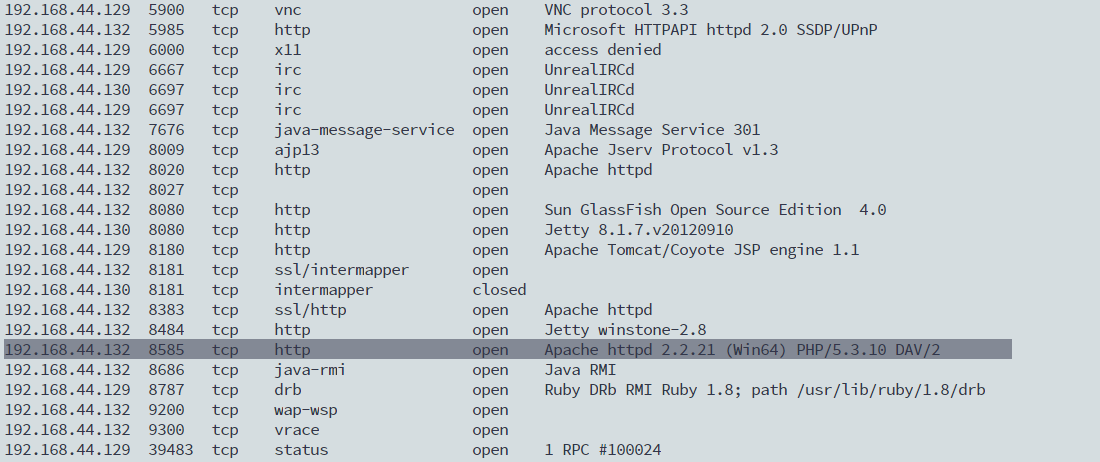 192.168.44.129 5900 tcp vnc open VNC protocol 3.3
192.168.44.132 5985 tcp http open Microsoft HTTPAPI httpd 2.0 SSDP/UPnP
192.168.44.129 6000 tcp x11 open access denied
192.168.44.129 6667 tcp irc open UnrealIRCd
192.168.44.130 6697 tcp irc open UnrealIRCd
192.168.44.129 6697 tcp irc open UnrealIRCd
192.168.44.132 7676 tcp java-message-service open Java Message Service 301
192.168.44.129 8009 tcp ajp13 open Apache Jserv Protocol v1.3
192.168.44.132 8020 tcp http open Apache httpd
192.168.44.132 8027 tcp open
192.168.44.132 8080 tcp http open Sun GlassFish Open Source Edition  4.0
192.168.44.130 8080 tcp http open Jetty 8.1.7.v20120910
192.168.44.129 8180 tcp http open Apache Tomcat/Coyote JSP engine 1.1
192.168.44.132 8181 tcp ssl/intermapper open
192.168.44.130 8181 tcp intermapper closed
192.168.44.132 8383 tcp ssl/http open Apache httpd
192.168.44.132 8484 tcp http open Jetty winstone-2.8
192.168.44.132 8585 tcp http open Apache httpd 2.2.21 (Win64) PHP/5.3.10 DAV/2
192.168.44.132 8686 tcp java-rmi open Java RMI
192.168.44.129 8787 tcp drb open Ruby DRb RMI Ruby 1.8; path /usr/lib/ruby/1.8/drb
192.168.44.132 9200 tcp wap-wsp open
192.168.44.132 9300 tcp vrace open
192.168.44.129 39483 tcp status open 1 RPC #100024